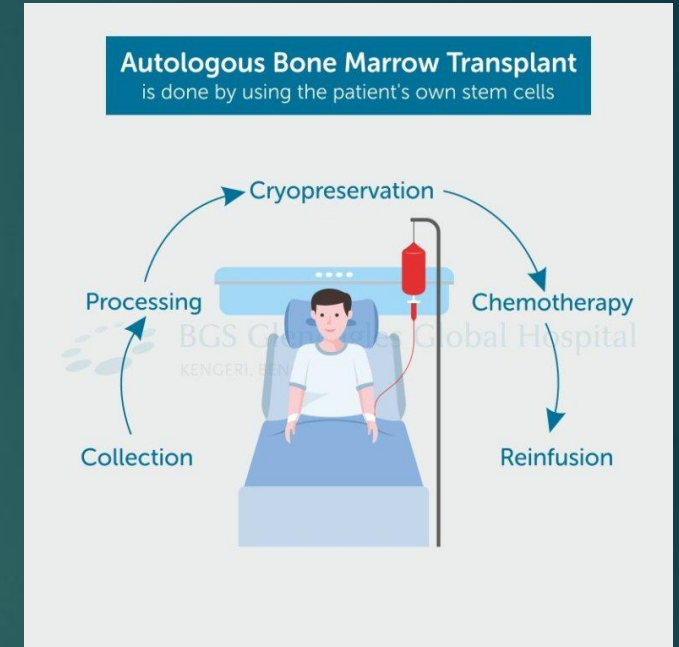 Autologous Bone Marrow Transplant
is done by using the patient's own stem cells
Cryopreservation
Processing
Chemotherapy
BGS Global Hospital
KENGERI,
Collection
Reinfusion